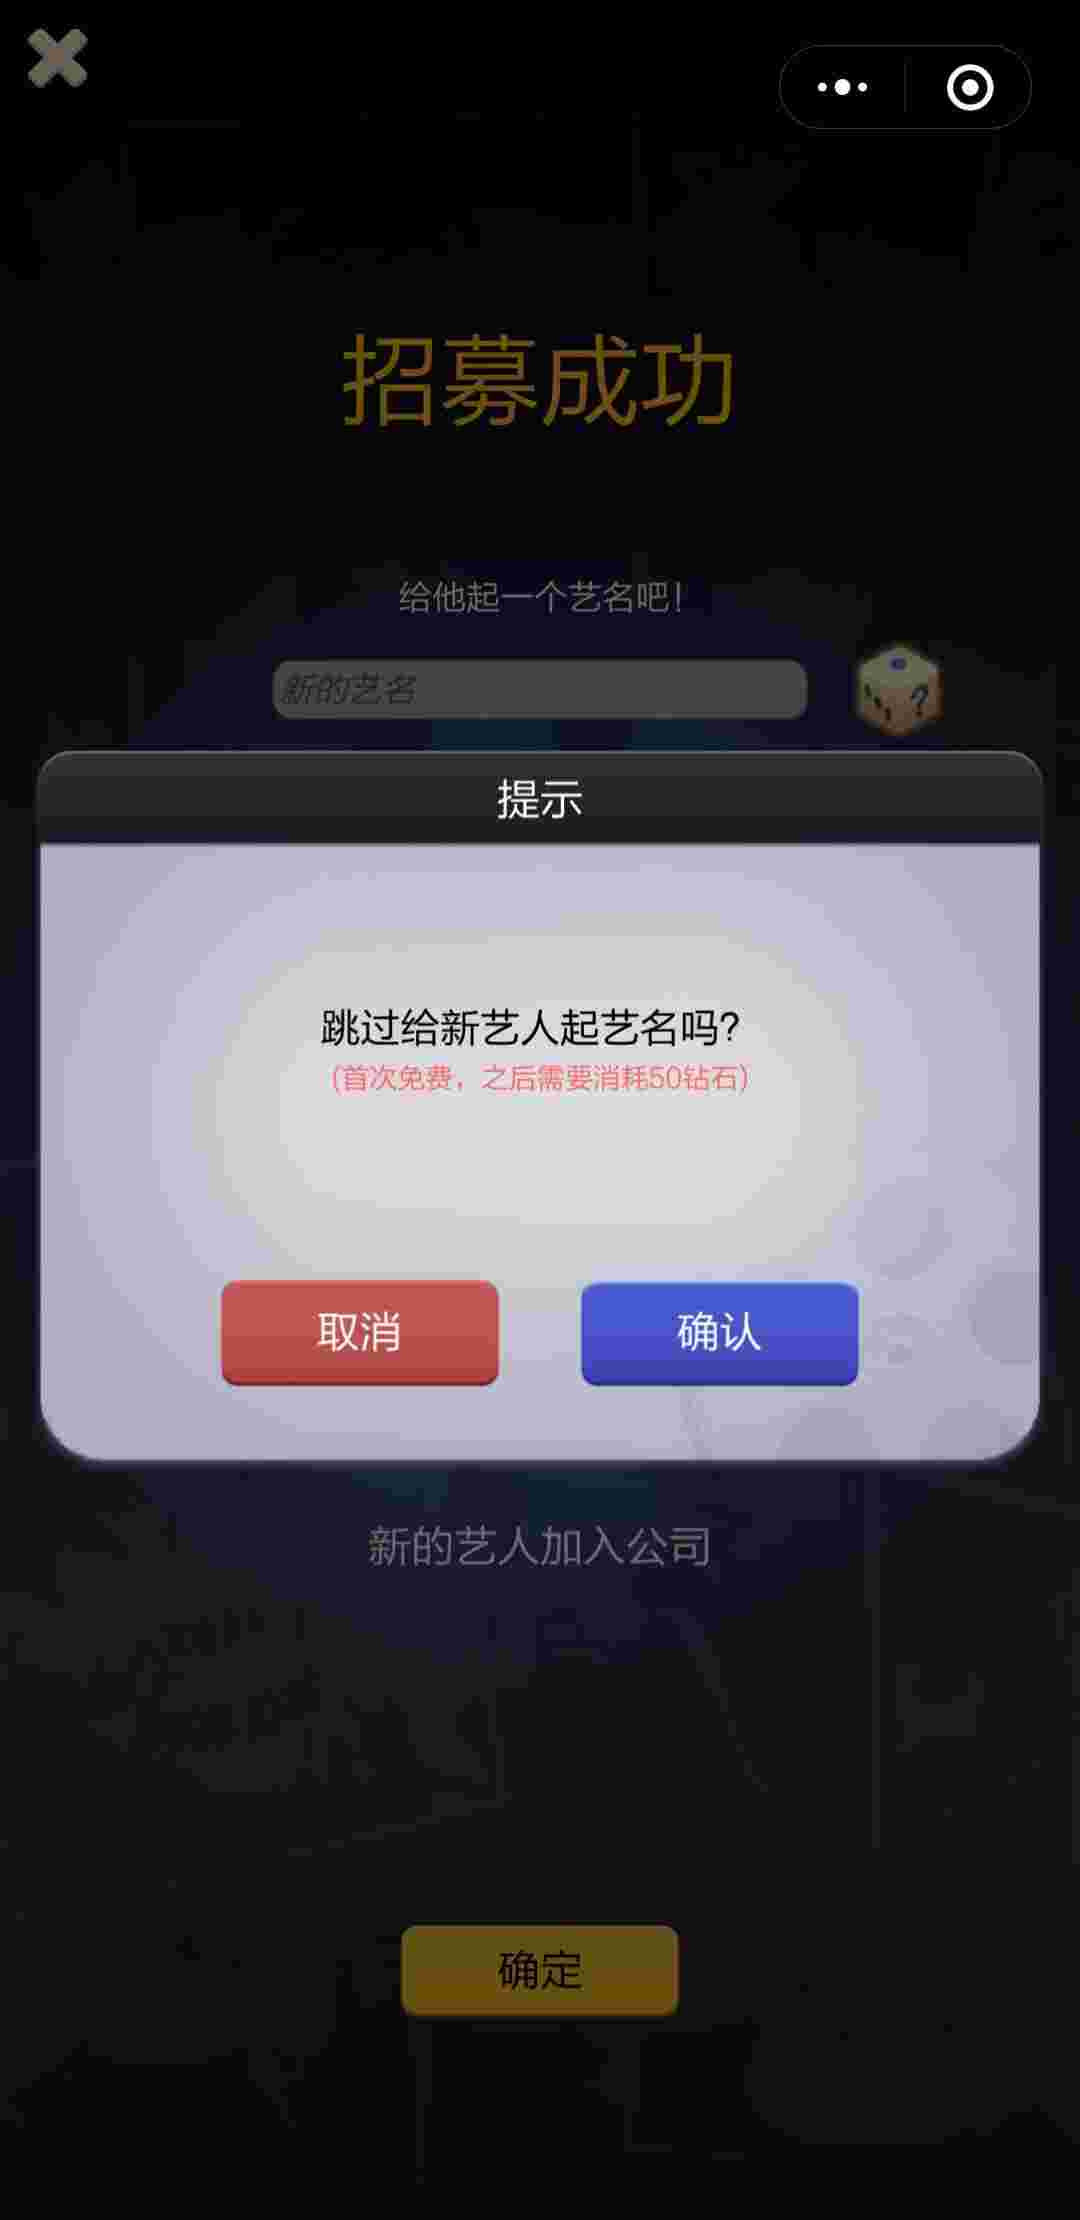 招募成功
给他起一个艺名吧!
新的艺名
?
提示
跳过给新艺人起艺名吗?
(首次免费，之后需要消耗50钻石)
取消
确认
新的艺人加入公司
确定